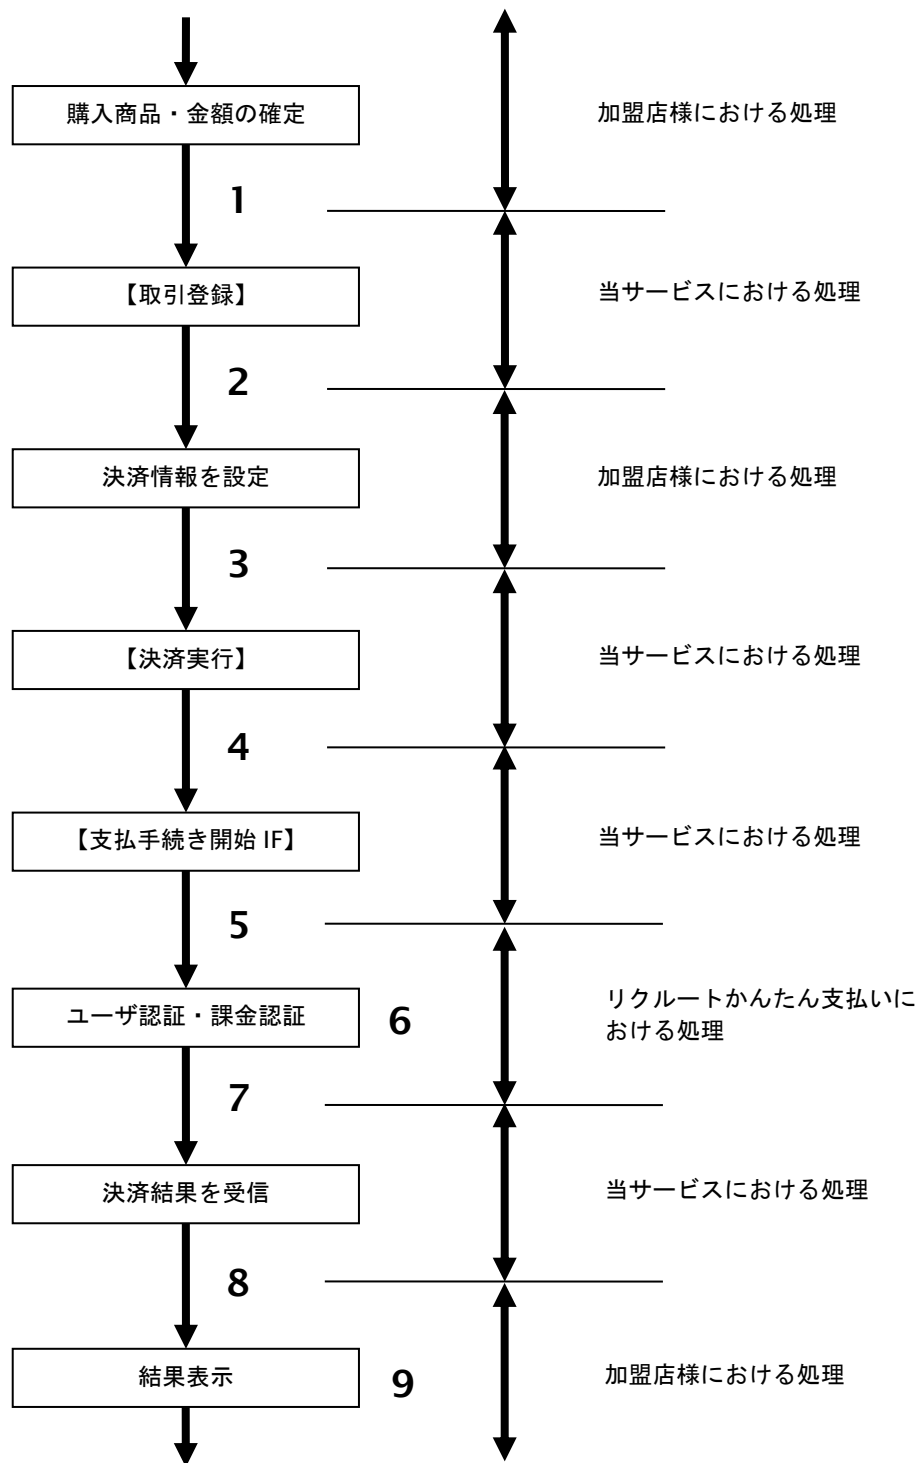 購入商品・金額の確定
加盟店様における処理
1
【取引登録】
当サービスにおける処理
2
決済情報を設定
加盟店様における処理
3
【決済実行】
当サービスにおける処理
4
【支払手続き開始 IF】
当サービスにおける処理
5
ユーザ認証・課金認証
6
リクルートかんたん支払いに
おける処理
7
決済結果を受信
当サービスにおける処理
8
結果表示
9
加盟店様における処理